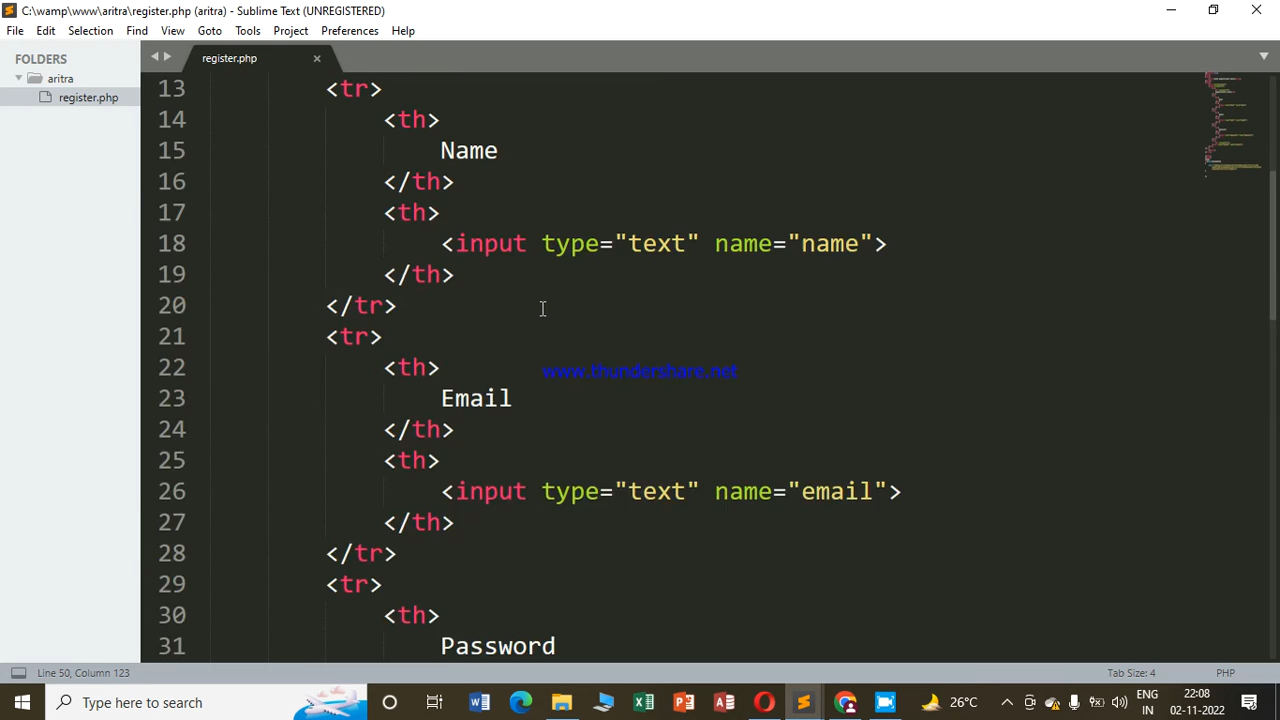 C:\wamp\www\aritra\register.php (aritra) - Sublime Text (UNREGISTERED)
File Edit Selection Find View Goto Tools Project Preferences Help
FOLDERS
aritra
register.php
register.php
13 <tr>
14 <th>
15 Name
16 </th>
17 <th>
18 <input type="text" name="name">
19 </th>
20 </tr>
21 <tr>
22 <th>
www.thundershare.net
23 Email
24 </th>
25 <th>
26 <input type="text" name="email">
27 </th>
28 </tr>
29 <tr>
30 <th>
31 Password
Line 50, Column 123
Tab Size: 4
PHP
Type here to search
26°C
ENG
IN
22:08
02-11-2022